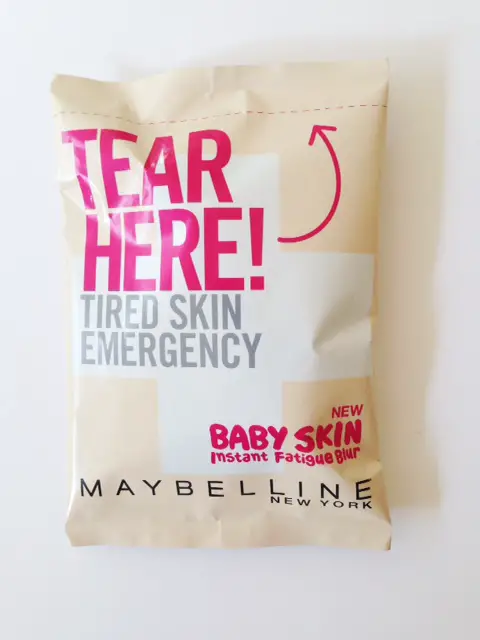 TEAR
HERE!
TIRED SKIN
EMERGENCY
NEW
BABY SKIN
Instant Fatigue Blur
MAYBELLINE
NEW YORK